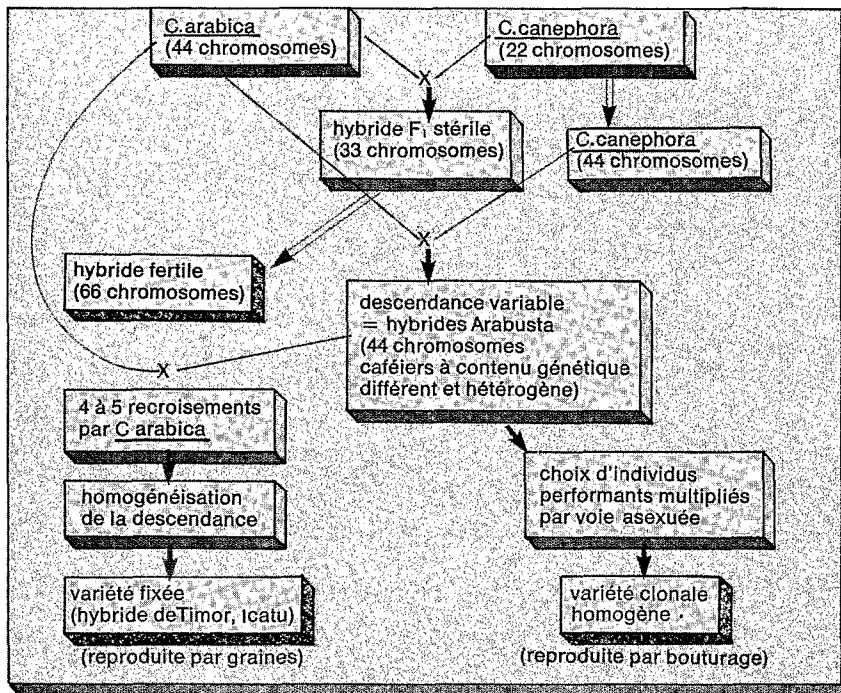 C.arabica
(44 chromosomes)
C.canephora
(22 chromosomes)
X
hybride F₁ stérile
(33 chromosomes)
C.canephora
(44 chromosomes)
X
hybride fertile
(66 chromosomes)
descendance variable
= hybrides Arabusta
(44 chromosomes
caféiers à contenu génétique
différent et hétérogène)
X
4 à 5 recroisements
par C arabica
homogénéisation
de la descendance
variété fixée
(hybride de Timor, Icatu)
(reproduite par graines)
choix d'individus
performants multipliés
par voie asexuée
variété clonale
homogène
(reproduite par bouturage)